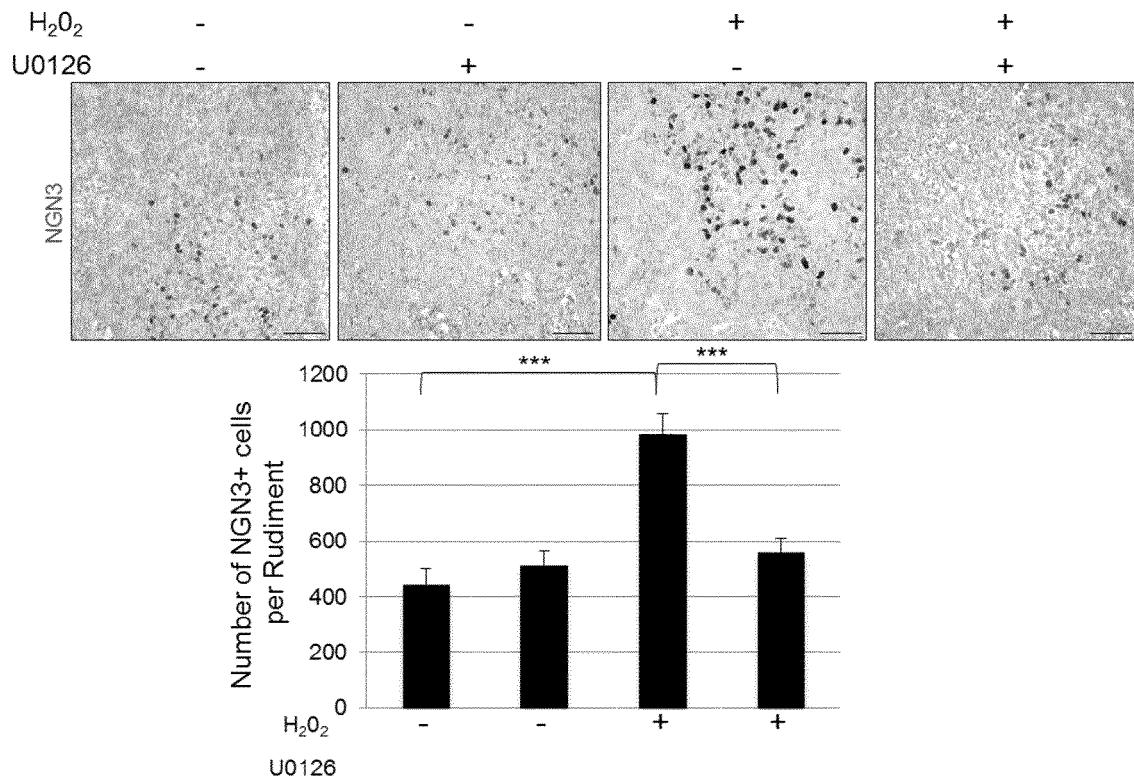 H₂0₂ - - + +
U0126 - + - +
NGN3
*** ***
Number of NGN3+ cells
per Rudiment
1200
1000
800
600
400
200
0
H₂0₂ - - + +
U0126